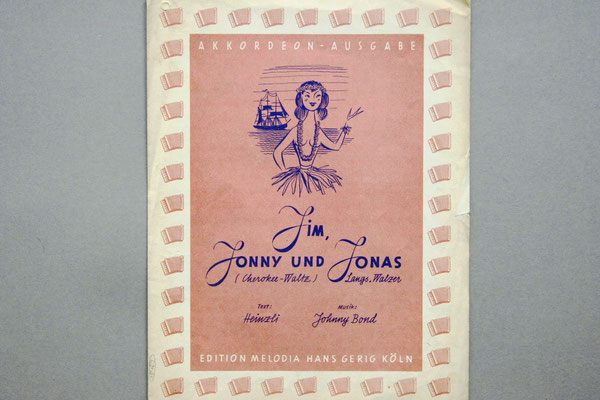 AKKORDEON-AUSGABE
Jim,
JONNY UND JONAS
(Cherokee-Waltz) Langs. Walzer
TEXT: MUSIK:
Heinzli Johnny Bond
EDITION MELODIA HANS GERIG KÖLN